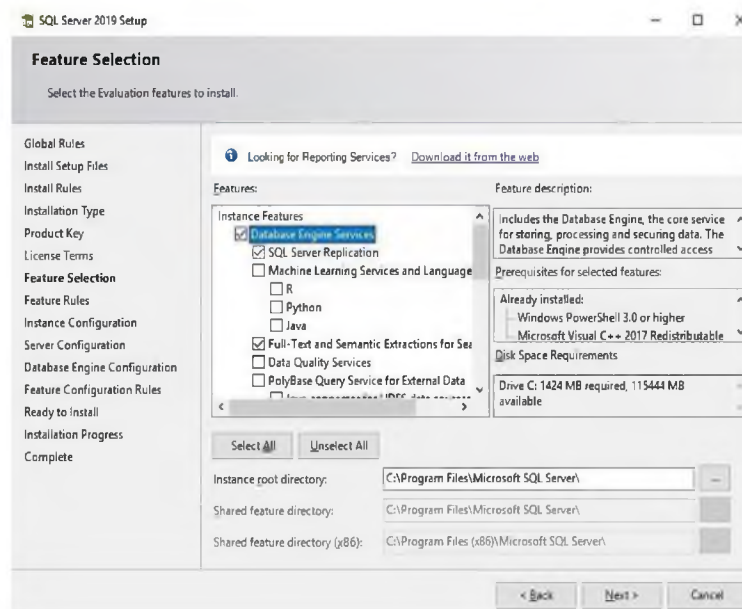 SQL Server 2019 Setup
Feature Selection
Select the Evaluation features to install.
Global Rules
Install Setup Files
Install Rules
Installation Type
Product Key
License Terms
Feature Selection
Feature Rules
Instance Configuration
Server Configuration
Database Engine Configuration
Feature Configuration Rules
Ready to Install
Installation Progress
Complete
Looking for Reporting Services? Download it from the web
Features:
Instance Features
Database Engine Services
SQL Server Replication
Machine Learning Services and Language
R
Python
Java
Full-Text and Semantic Extractions for Sea
Data Quality Services
PolyBase Query Service for External Data
Feature description:
Includes the Database Engine, the core service
for storing, processing and securing data. The
Database Engine provides controlled access
Prerequisites for selected features:
Already installed:
Windows PowerShell 3.0 or higher
Microsoft Visual C++ 2017 Redistributable
Disk Space Requirements
Drive C: 1424 MB required, 115444 MB
available
Select All
Unselect All
Instance root directory: C:\Program Files\Microsoft SQL Server\ ...
Shared feature directory: C:\Program Files\Microsoft SQL Server\
Shared feature directory (x86): C:\Program Files (x86)\Microsoft SQL Server\
< Back
Next >
Cancel